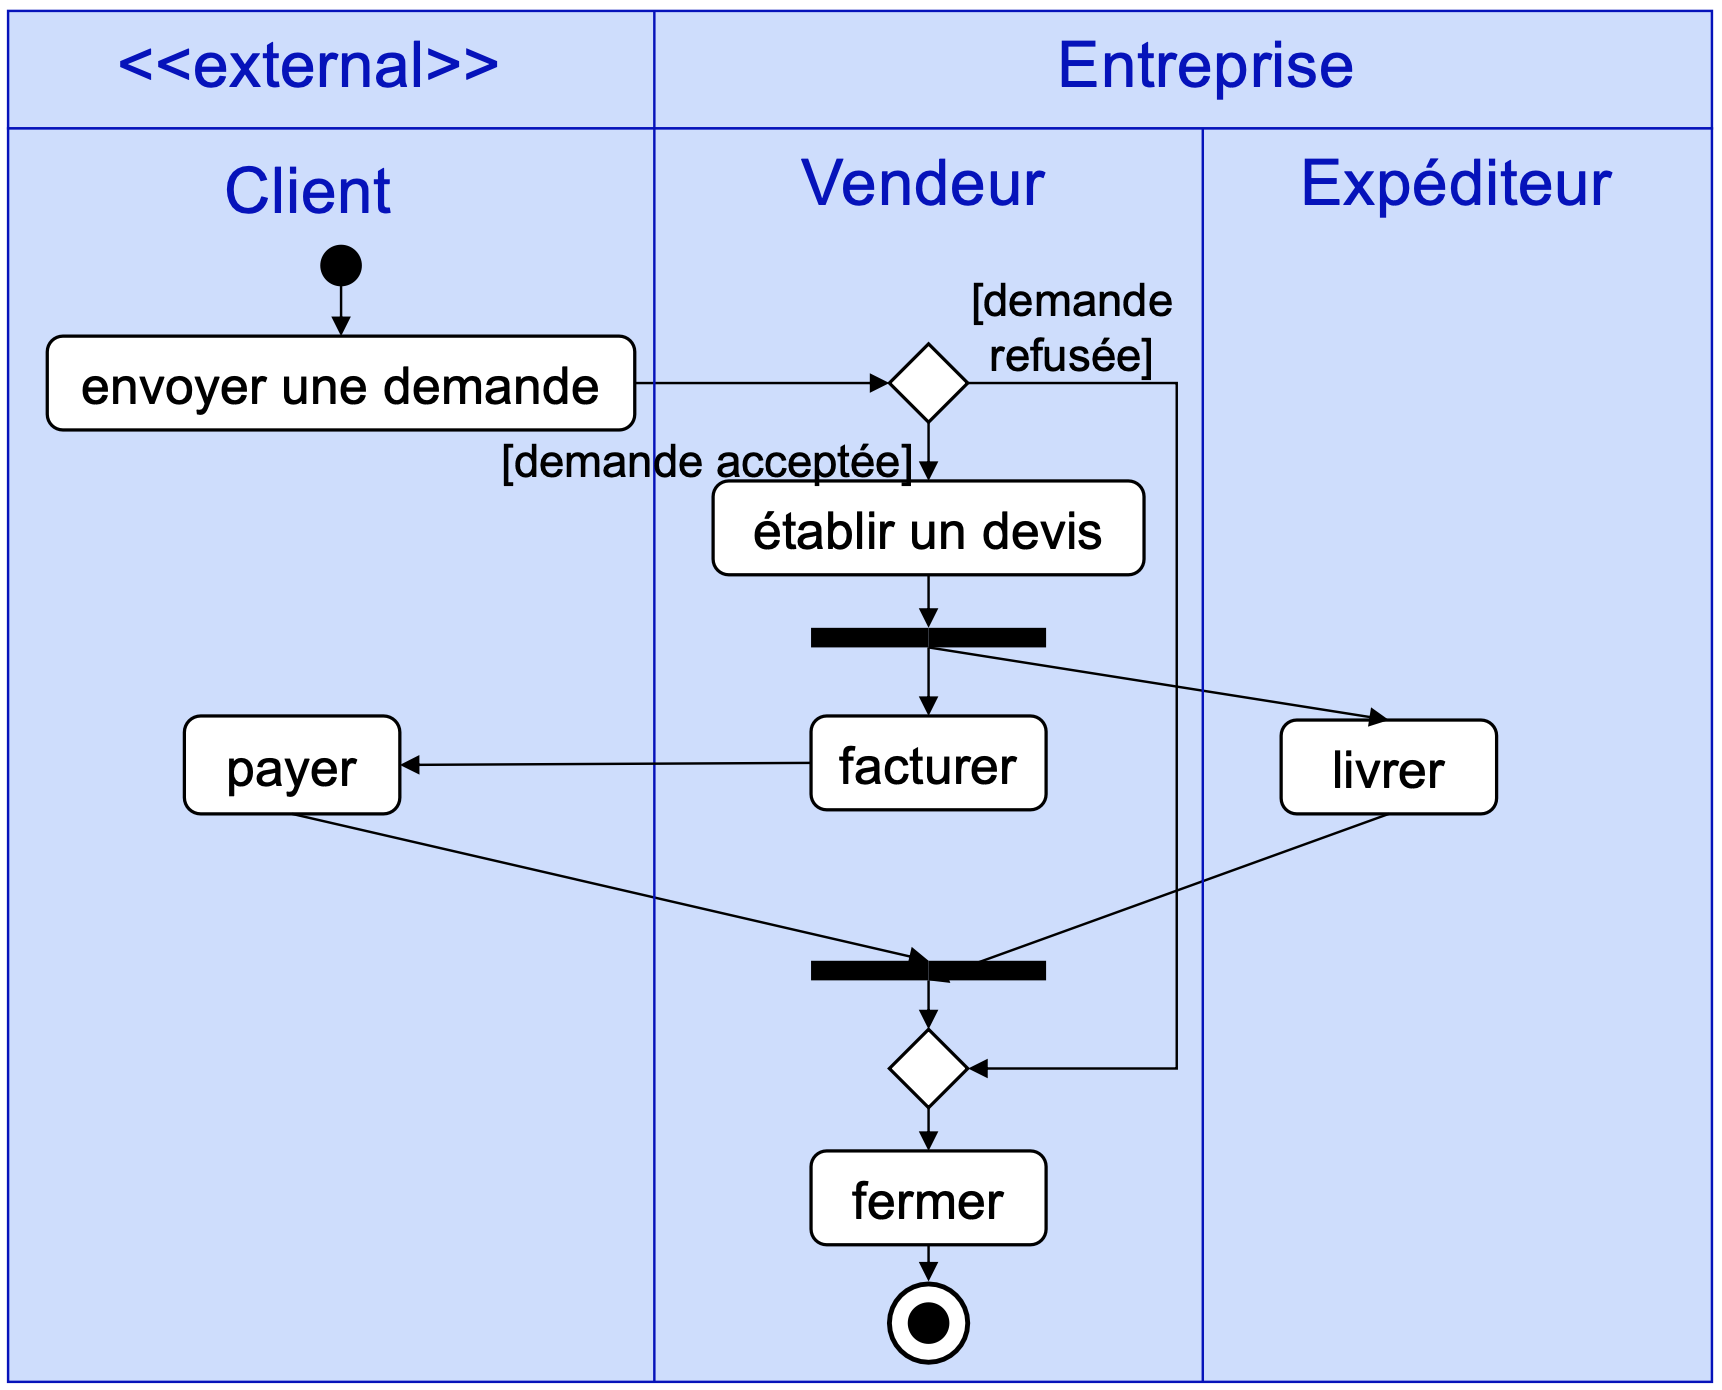 <<external>>
Entreprise
Client
Vendeur
Expéditeur
[demande
refusée]
envoyer une demande
[demande acceptée]
établir un devis
payer
facturer
livrer
fermer